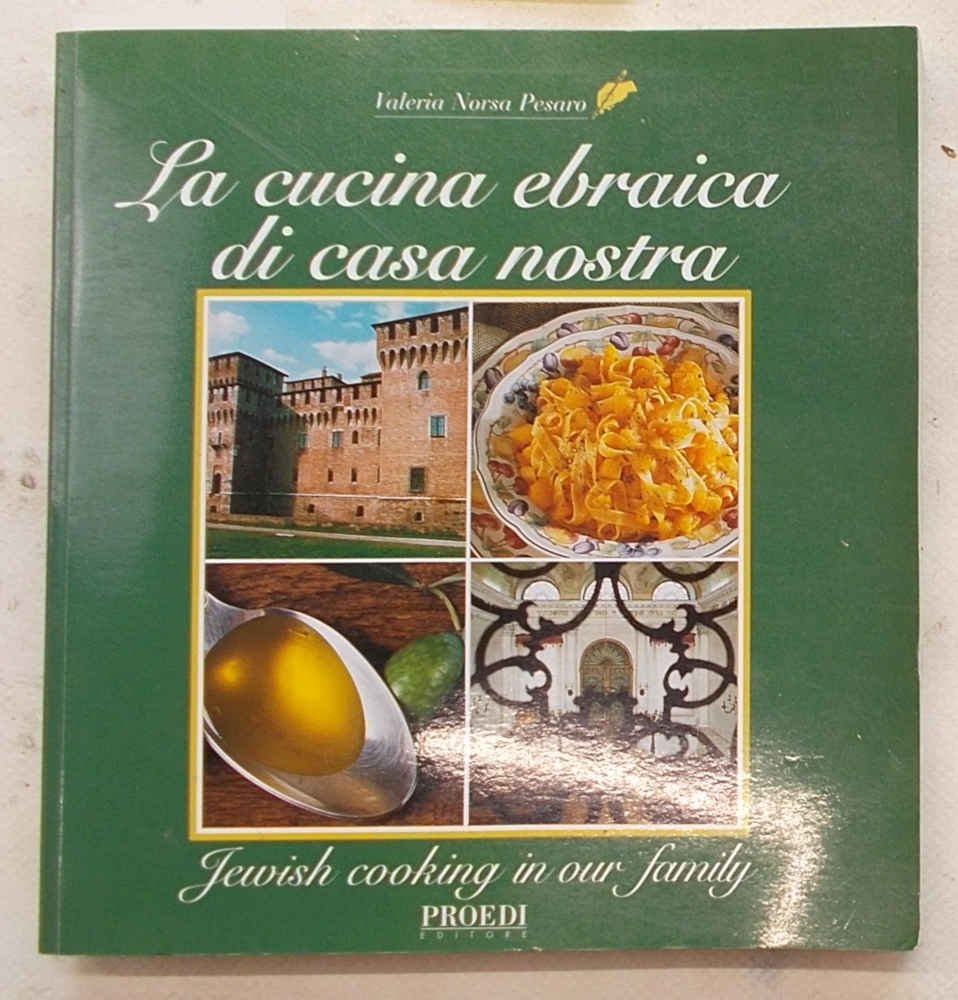 Valeria Norsa Pesaro
La cucina ebraica
di casa nostra
Jewish cooking in our family
PROEDI
EDITORE